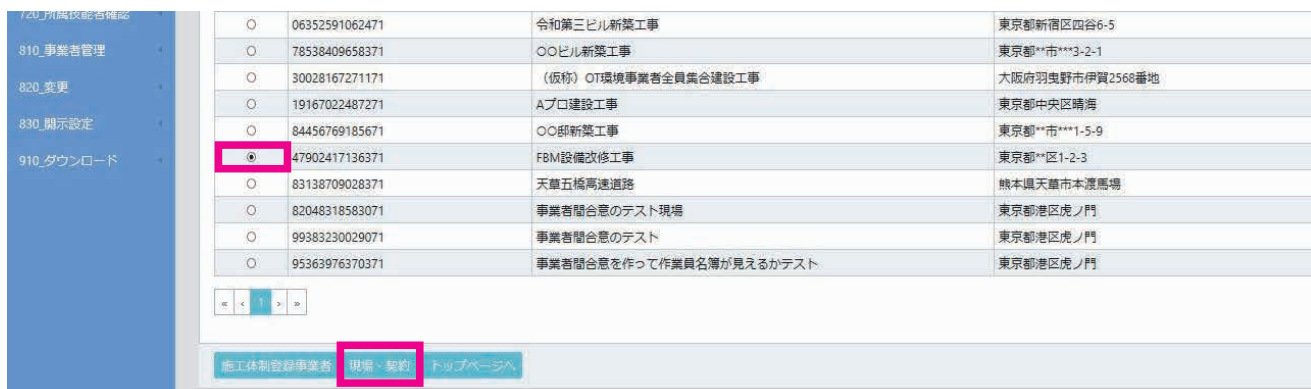 720_所属技能者確認
810_事業者管理
820_変更
830_開示設定
910_ダウンロード
06352591062471 令和第三ビル新築工事 東京都新宿区四谷6-5
78538409658371 〇〇ビル新築工事 東京都**市***3-2-1
30028167271171 （仮称）OT環境事業者全員集合建設工事 大阪府羽曳野市伊賀2568番地
19167022487271 Aプロ建設工事 東京都中央区晴海
84456769185671 〇〇邸新築工事 東京都**市***1-5-9
47902417136371 FBM設備改修工事 東京都**区1-2-3
83138709028371 天草五橋高速道路 熊本県天草市本渡馬場
82048318583071 事業者間合意のテスト現場 東京都港区虎ノ門
99383230029071 事業者間合意のテスト 東京都港区虎ノ門
95363976370371 事業者間合意を作って作業員名簿が見えるかテスト 東京都港区虎ノ門
« ‹ 1 › »
施工体制登録事業者 現場・契約 トップページへ